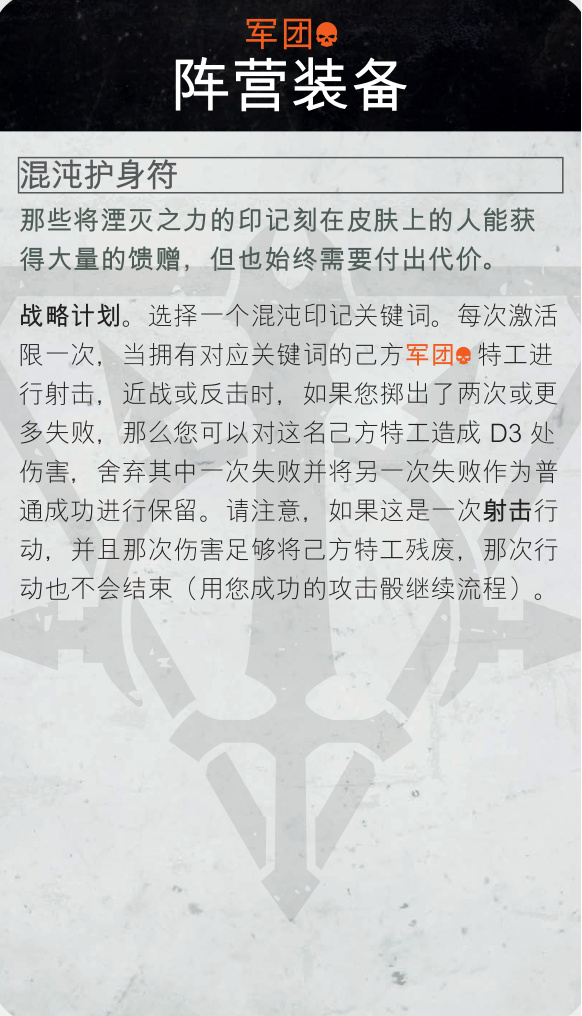 军团
阵营装备
混沌护身符
那些将湮灭之力的印记刻在皮肤上的人能获
得大量的馈赠，但也始终需要付出代价。
战略计划。选择一个混沌印记关键词。每次激活
限一次，当拥有对应关键词的己方军团特工进
行射击，近战或反击时，如果您掷出了两次或更
多失败，那么您可以对这名己方特工造成 D3 处
伤害，舍弃其中一次失败并将另一次失败作为普
通成功进行保留。请注意，如果这是一次射击行
动，并且那次伤害足够将己方特工残废，那次行
动也不会结束（用您成功的攻击骰继续流程）。